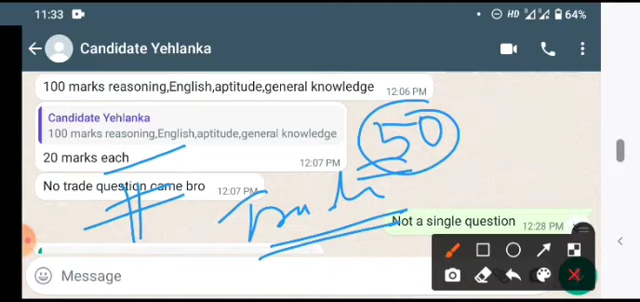 11:33
HD 64%
Candidate Yehlanka
100 marks reasoning,English,aptitude,general knowledge 12:06 PM
Candidate Yehlanka
100 marks reasoning,English,aptitude,general knowledge
20 marks each 12:07 PM
50
No trade question came bro 12:07 PM
Not a single question 12:28 PM
Message